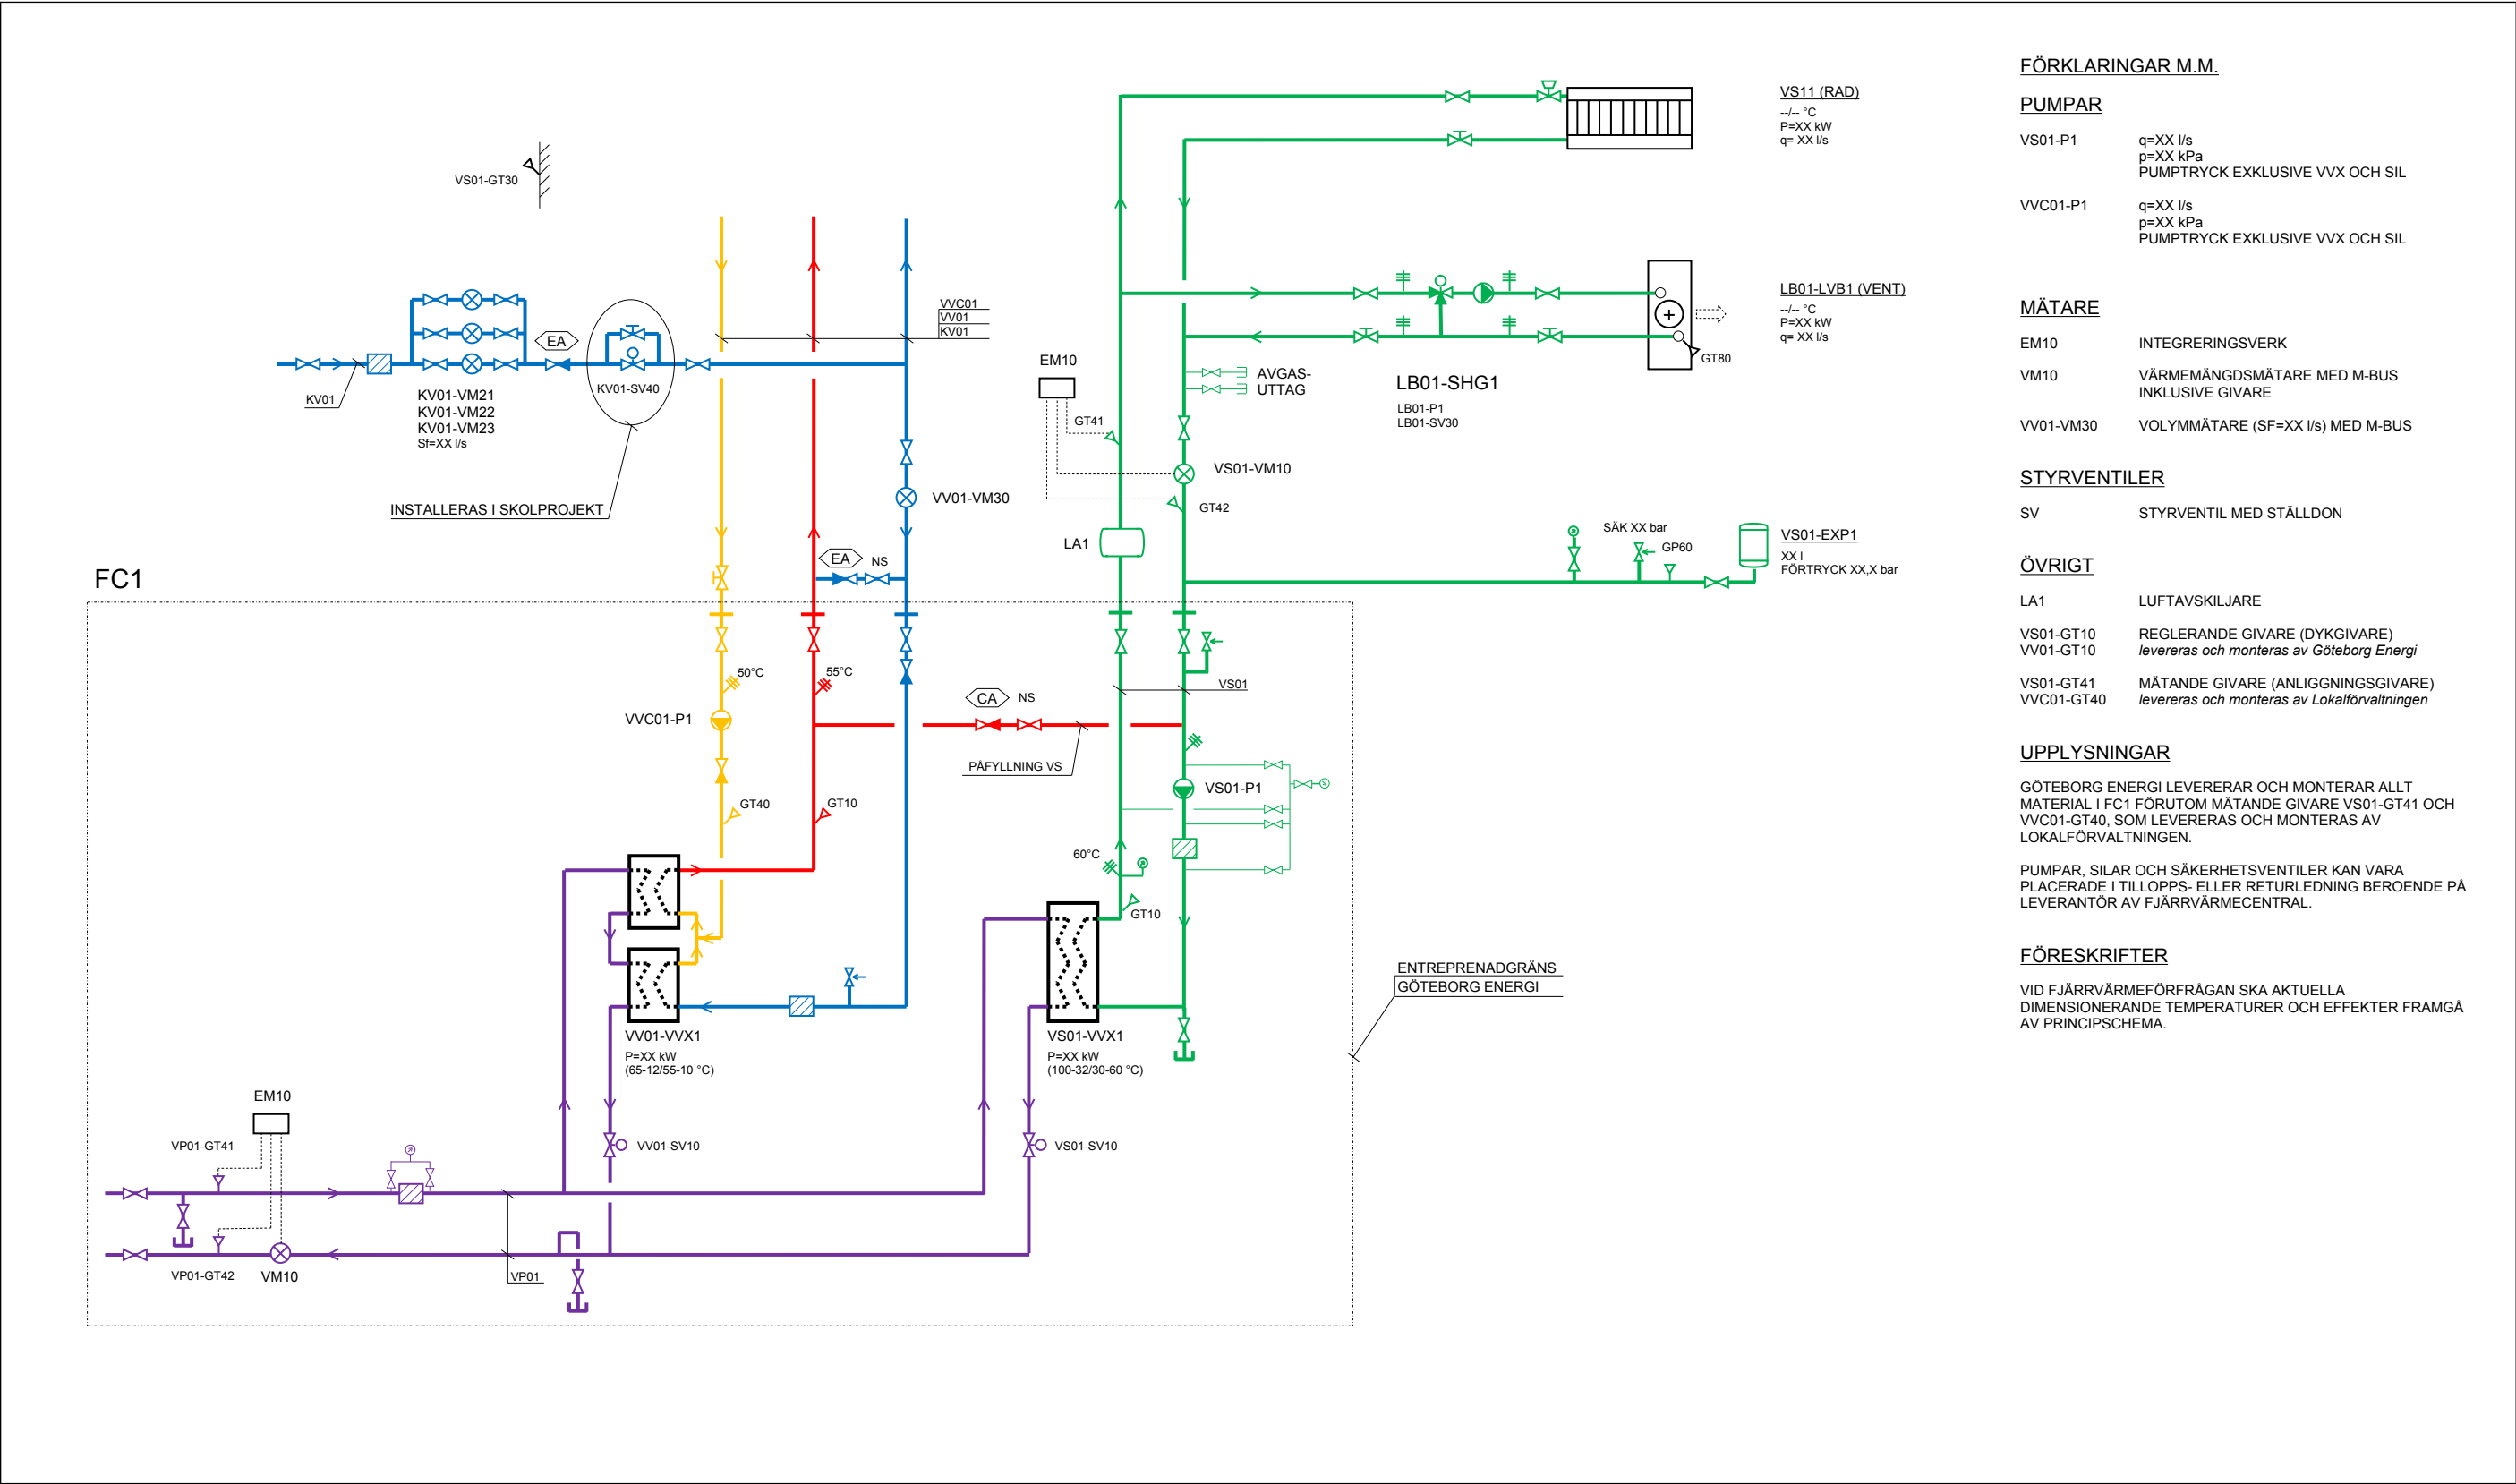 VS01-GT30
VVC01
VV01
KV01
EA
KV01-SV40
KV01
KV01-VM21
KV01-VM22
KV01-VM23
Sf=XX l/s
INSTALLERAS I SKOLPROJEKT
VV01-VM30
EA
NS
FC1
50°C
55°C
VVC01-P1
CA
NS
PÅFYLLNING VS
GT40
GT10
VV01-VVX1
P=XX kW
(65-12/55-10 °C)
EM10
VP01-GT41
VV01-SV10
VP01-GT42
VM10
VP01
VS11 (RAD)
--/-- °C
P=XX kW
q= XX l/s
LB01-LVB1 (VENT)
--/-- °C
P=XX kW
q= XX l/s
GT80
EM10
GT41
AVGAS-
UTTAG
LB01-SHG1
LB01-P1
LB01-SV30
VS01-VM10
GT42
LA1
SÄK XX bar
GP60
VS01-EXP1
XX l
FÖRTRYCK XX,X bar
VS01
VS01-P1
60°C
GT10
VS01-VVX1
P=XX kW
(100-32/30-60 °C)
VS01-SV10
ENTREPRENADGRÄNS
GÖTEBORG ENERGI
FÖRKLARINGAR M.M.
PUMPAR
VS01-P1 q=XX l/s
p=XX kPa
PUMPTRYCK EXKLUSIVE VVX OCH SIL
VVC01-P1 q=XX l/s
p=XX kPa
PUMPTRYCK EXKLUSIVE VVX OCH SIL
MÄTARE
EM10 INTEGRERINGSVERK
VM10 VÄRMEMÄNGDSMÄTARE MED M-BUS
INKLUSIVE GIVARE
VV01-VM30 VOLYMMÄTARE (SF=XX l/s) MED M-BUS
STYRVENTILER
SV STYRVENTIL MED STÄLLDON
ÖVRIGT
LA1 LUFTAVSKILJARE
VS01-GT10 REGLERANDE GIVARE (DYKGIVARE)
VV01-GT10 levereras och monteras av Göteborg Energi
VS01-GT41 MÄTANDE GIVARE (ANLIGGNINGSGIVARE)
VVC01-GT40 levereras och monteras av Lokalförvaltningen
UPPLYSNINGAR
GÖTEBORG ENERGI LEVERERAR OCH MONTERAR ALLT
MATERIAL I FC1 FÖRUTOM MÄTANDE GIVARE VS01-GT41 OCH
VVC01-GT40, SOM LEVERERAS OCH MONTERAS AV
LOKALFÖRVALTNINGEN.
PUMPAR, SILAR OCH SÄKERHETSVENTILER KAN VARA
PLACERADE I TILLOPPS- ELLER RETURLEDNING BEROENDE PÅ
LEVERANTÖR AV FJÄRRVÄRMECENTRAL.
FÖRESKRIFTER
VID FJÄRRVÄRMEFÖRFRÅGAN SKA AKTUELLA
DIMENSIONERANDE TEMPERATURER OCH EFFEKTER FRAMGÅ
AV PRINCIPSCHEMA.